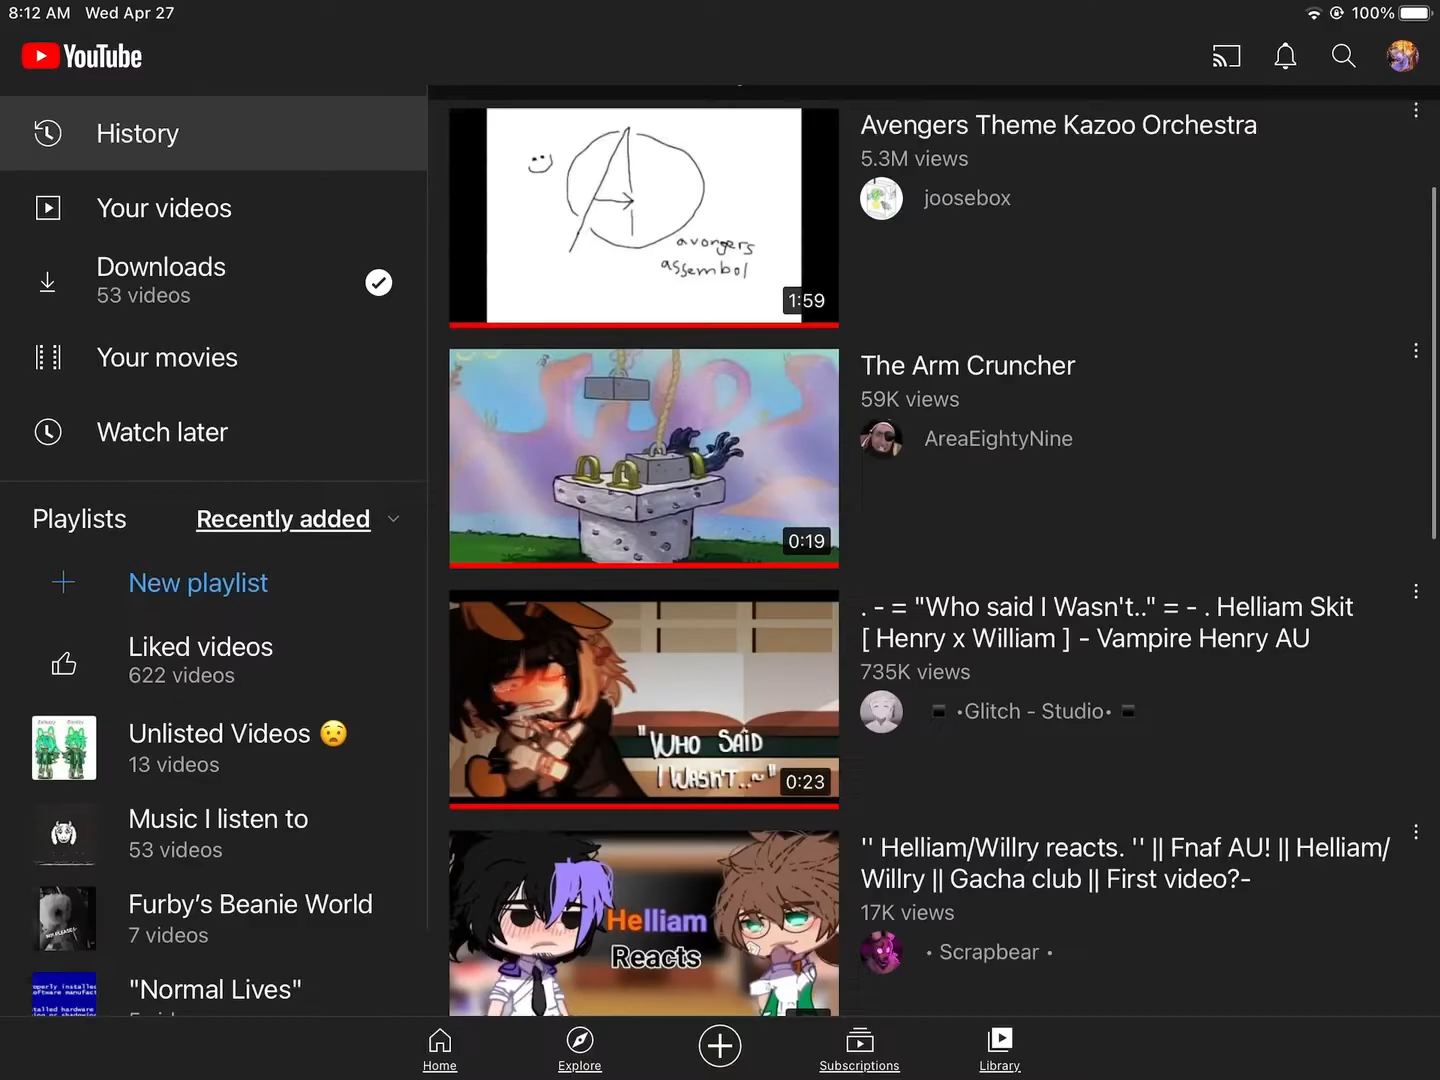 8:12 AM Wed Apr 27
100%
YouTube
History
Your videos
Downloads
53 videos
Your movies
Watch later
Playlists
Recently added
New playlist
Liked videos
622 videos
Unlisted Videos 😧
13 videos
Music I listen to
53 videos
Furby’s Beanie World
7 videos
"Normal Lives"
avongers
assembol
1:59
Avengers Theme Kazoo Orchestra
5.3M views
joosebox
0:19
The Arm Cruncher
59K views
AreaEightyNine
"WHO SAID
I WASN'T..~"
0:23
. - = "Who said I Wasn't.." = - . Helliam Skit
[ Henry x William ] - Vampire Henry AU
735K views
▪ •Glitch - Studio• ▪
Helliam
Reacts
'' Helliam/Willry reacts. '' || Fnaf AU! || Helliam/
Willry || Gacha club || First video?-
17K views
• Scrapbear •
Home
Explore
Subscriptions
Library